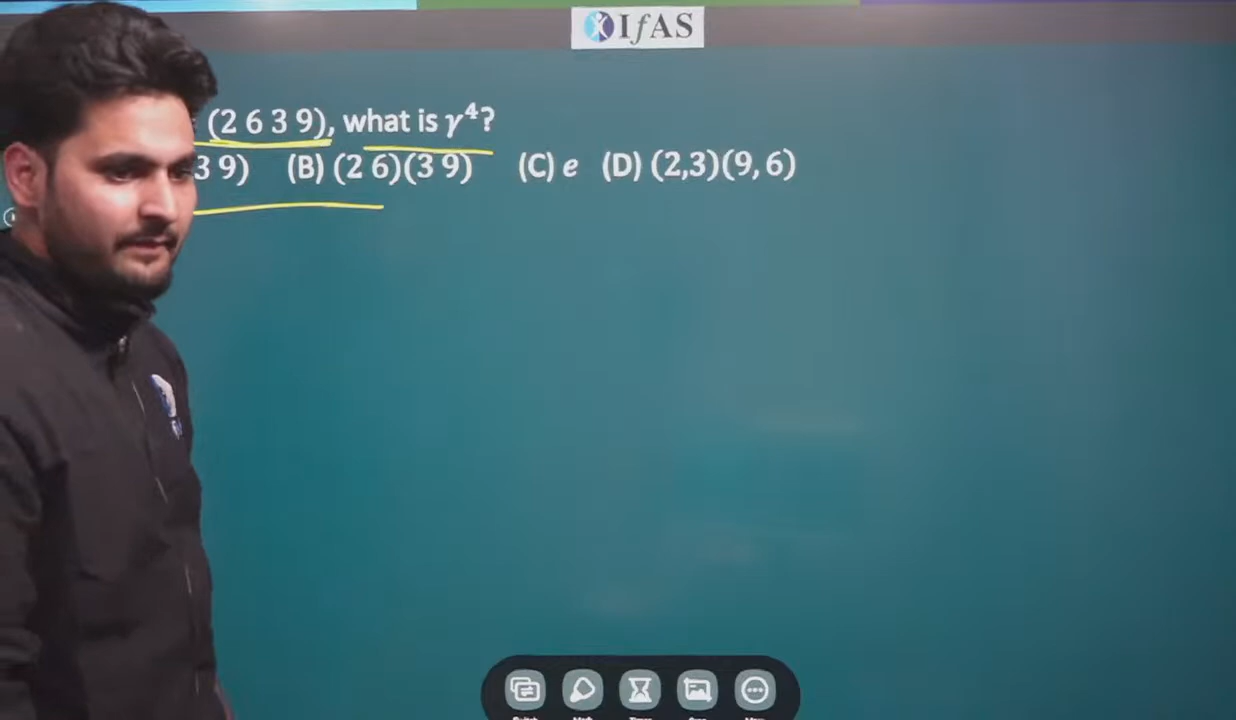 IfAS
(2 6 3 9), what is γ⁴?
3 9) (B) (2 6)(3 9) (C) e (D) (2,3)(9, 6)